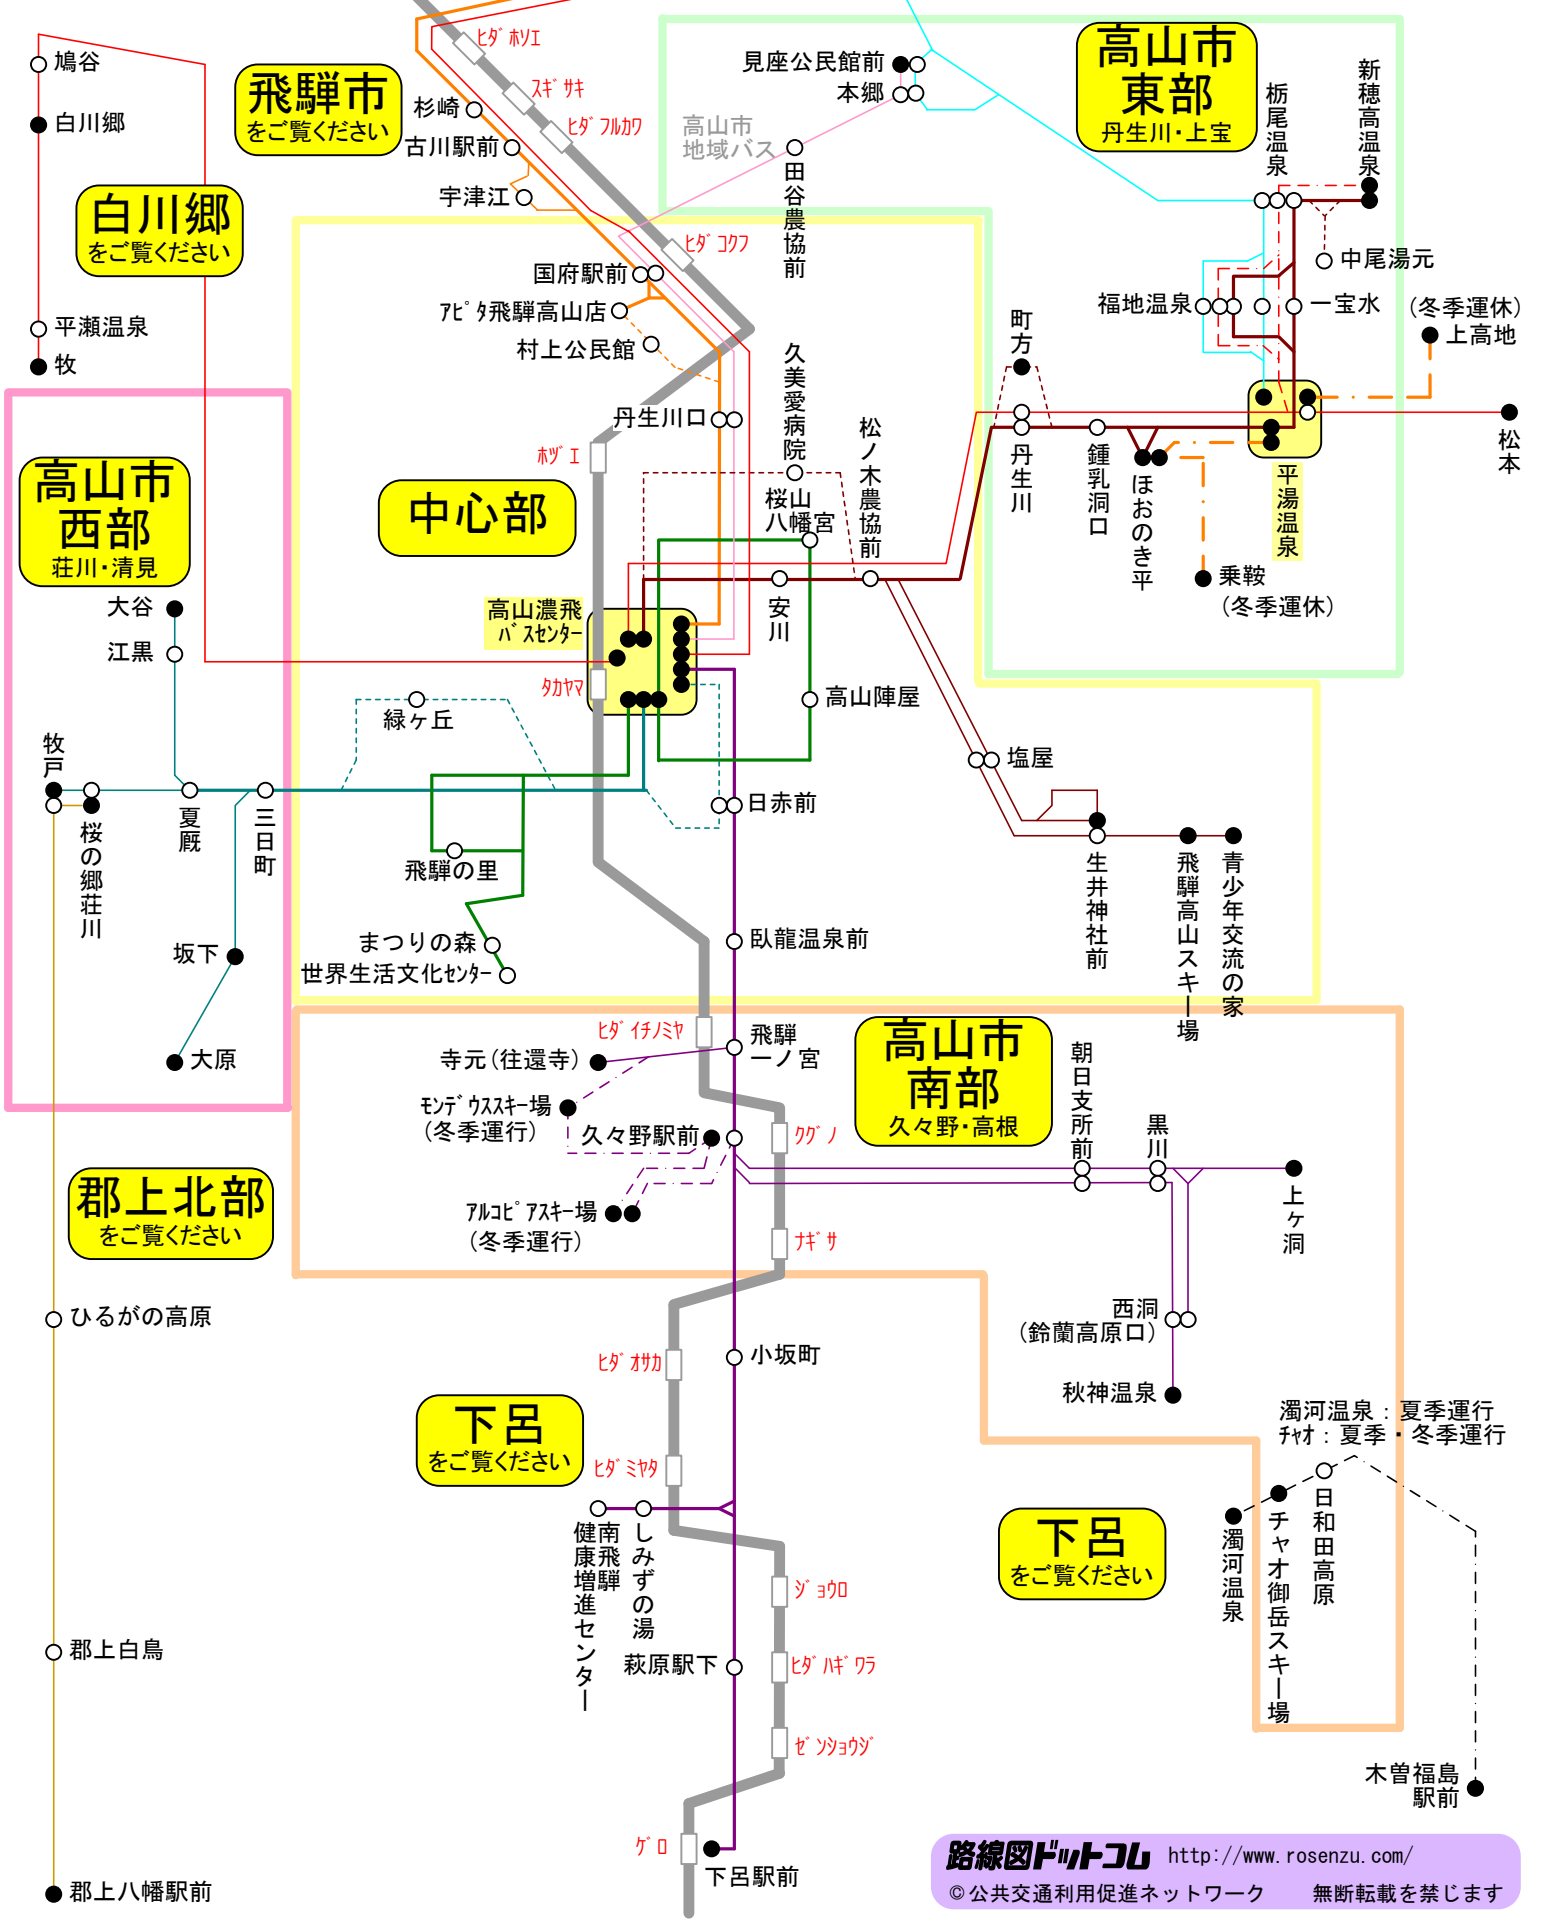 ﾋﾀﾞﾎｿｴ
ｽｷﾞｻｷ
ﾋﾀﾞﾌﾙｶﾜ
鳩谷
白川郷
飛騨市
をご覧ください
杉崎
古川駅前
宇津江
見座公民館前
本郷
高山市
地域バス
田谷農協前
高山市
東部
丹生川・上宝
栃尾温泉
新穂高温泉
白川郷
をご覧ください
平瀬温泉
牧
ﾋﾀﾞｺｸﾌ
国府駅前
ｱﾋﾟﾀ飛騨高山店
村上公民館
中尾湯元
福地温泉
一宝水
(冬季運休)
上高地
町方
久美愛病院
丹生川口
ﾎﾂﾞｴ
松ノ木農協前
丹生川
鍾乳洞口
ほおのき平
平湯温泉
松本
高山市
西部
荘川・清見
中心部
桜山
八幡宮
乗鞍
(冬季運休)
大谷
江黒
高山濃飛
ﾊﾞｽｾﾝﾀｰ
安川
ﾀｶﾔﾏ
緑ヶ丘
高山陣屋
牧戸
桜の郷荘川
夏厩
三日町
塩屋
日赤前
飛騨の里
生井神社前
飛騨高山スキー場
青少年交流の家
坂下
まつりの森
世界生活文化ｾﾝﾀｰ
臥龍温泉前
大原
ﾋﾀﾞｲﾁﾉﾐﾔ
寺元(往還寺)
飛騨
一ノ宮
高山市
南部
久々野・高根
朝日支所前
黒川
ﾓﾝﾃﾞｳｽｽｷｰ場
(冬季運行)
久々野駅前
ｸｸﾞﾉ
郡上北部
をご覧ください
ｱﾙｺﾋﾟｱｽｷｰ場
(冬季運行)
ﾅｷﾞｻ
上ヶ洞
ひるがの高原
西洞
(鈴蘭高原口)
小坂町
ﾋﾀﾞｵｻｶ
秋神温泉
下呂
をご覧ください
濁河温泉：夏季運行
ﾁｬｵ：夏季・冬季運行
ﾋﾀﾞﾐﾔﾀ
南飛騨
健康増進センター
しみずの湯
下呂
をご覧ください
濁河温泉
チャオ御岳スキー場
日和田高原
ｼﾞｮｳﾛ
郡上白鳥
萩原駅下
ﾋﾀﾞﾊｷﾞﾜﾗ
ｾﾞﾝｼｮｳｼﾞ
木曽福島
駅前
ｹﾞﾛ
下呂駅前
郡上八幡駅前
路線図ドットコム http://www.rosenzu.com/
©公共交通利用促進ネットワーク 無断転載を禁じます